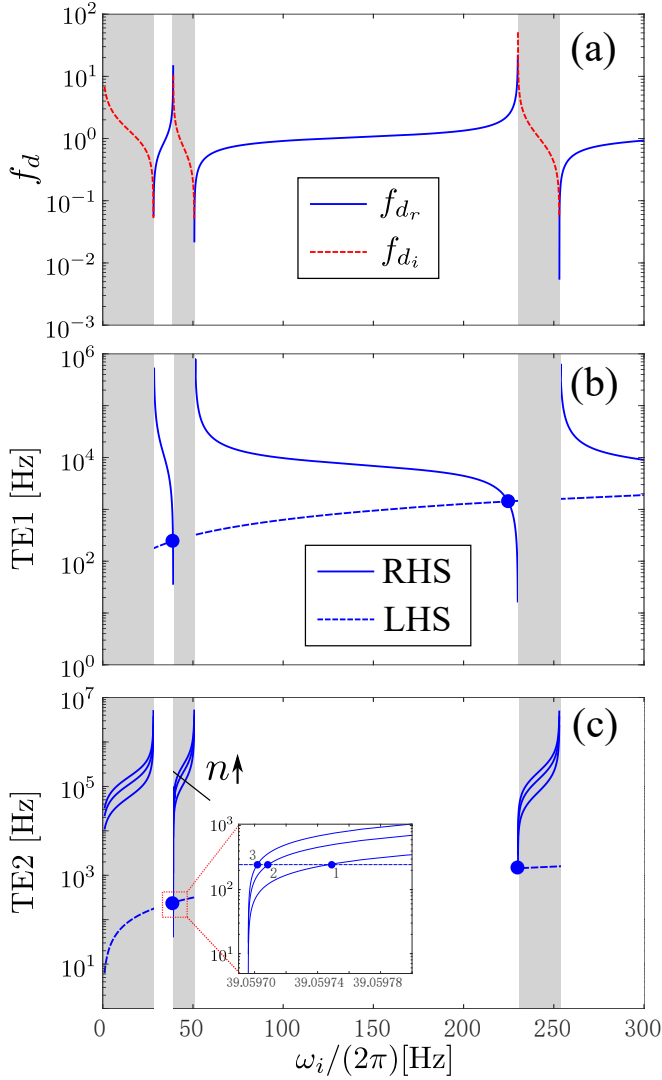 (a)
f_d
10^2
10^1
10^0
10^−1
10^−2
10^−3
f_{d_r}
f_{d_i}
(b)
TE1 [Hz]
10^6
10^4
10^2
10^0
RHS
LHS
(c)
TE2 [Hz]
10^7
10^5
10^3
10^1
n↑
10^3
10^2
10^1
3
2
1
39.05970 39.05974 39.05978
0 50 100 150 200 250 300
ω_i/(2π)[Hz]